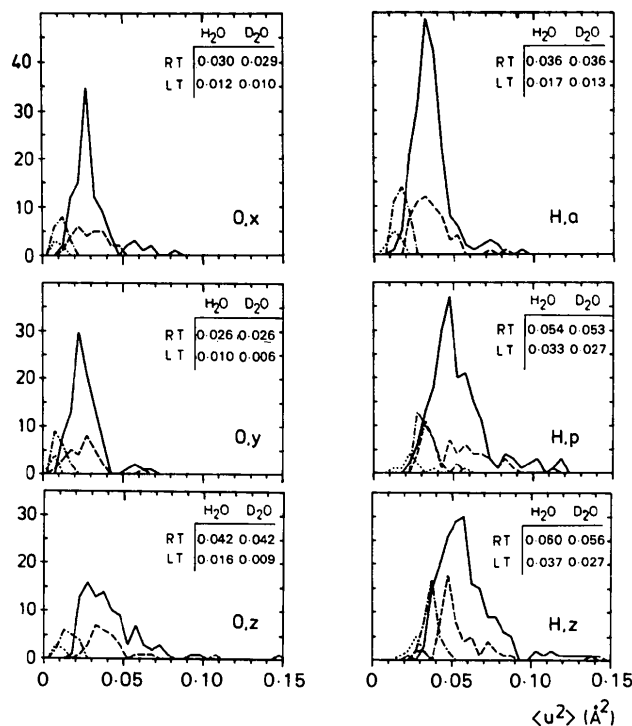 H₂O D₂O
RT 0·030 0·029
LT 0·012 0·010
40
30
20
10
0
O,x
H₂O D₂O
RT 0·036 0·036
LT 0·017 0·013
H,a
H₂O D₂O
RT 0·026 0·026
LT 0·010 0·006
30
20
10
0
O,y
H₂O D₂O
RT 0·054 0·053
LT 0·033 0·027
H,p
H₂O D₂O
RT 0·042 0·042
LT 0·016 0·009
30
20
10
0
O,z
H₂O D₂O
RT 0·060 0·056
LT 0·037 0·027
H,z
0 0·05 0·10 0·15
0 0·05 0·10 0·15
<u²> (Å²)